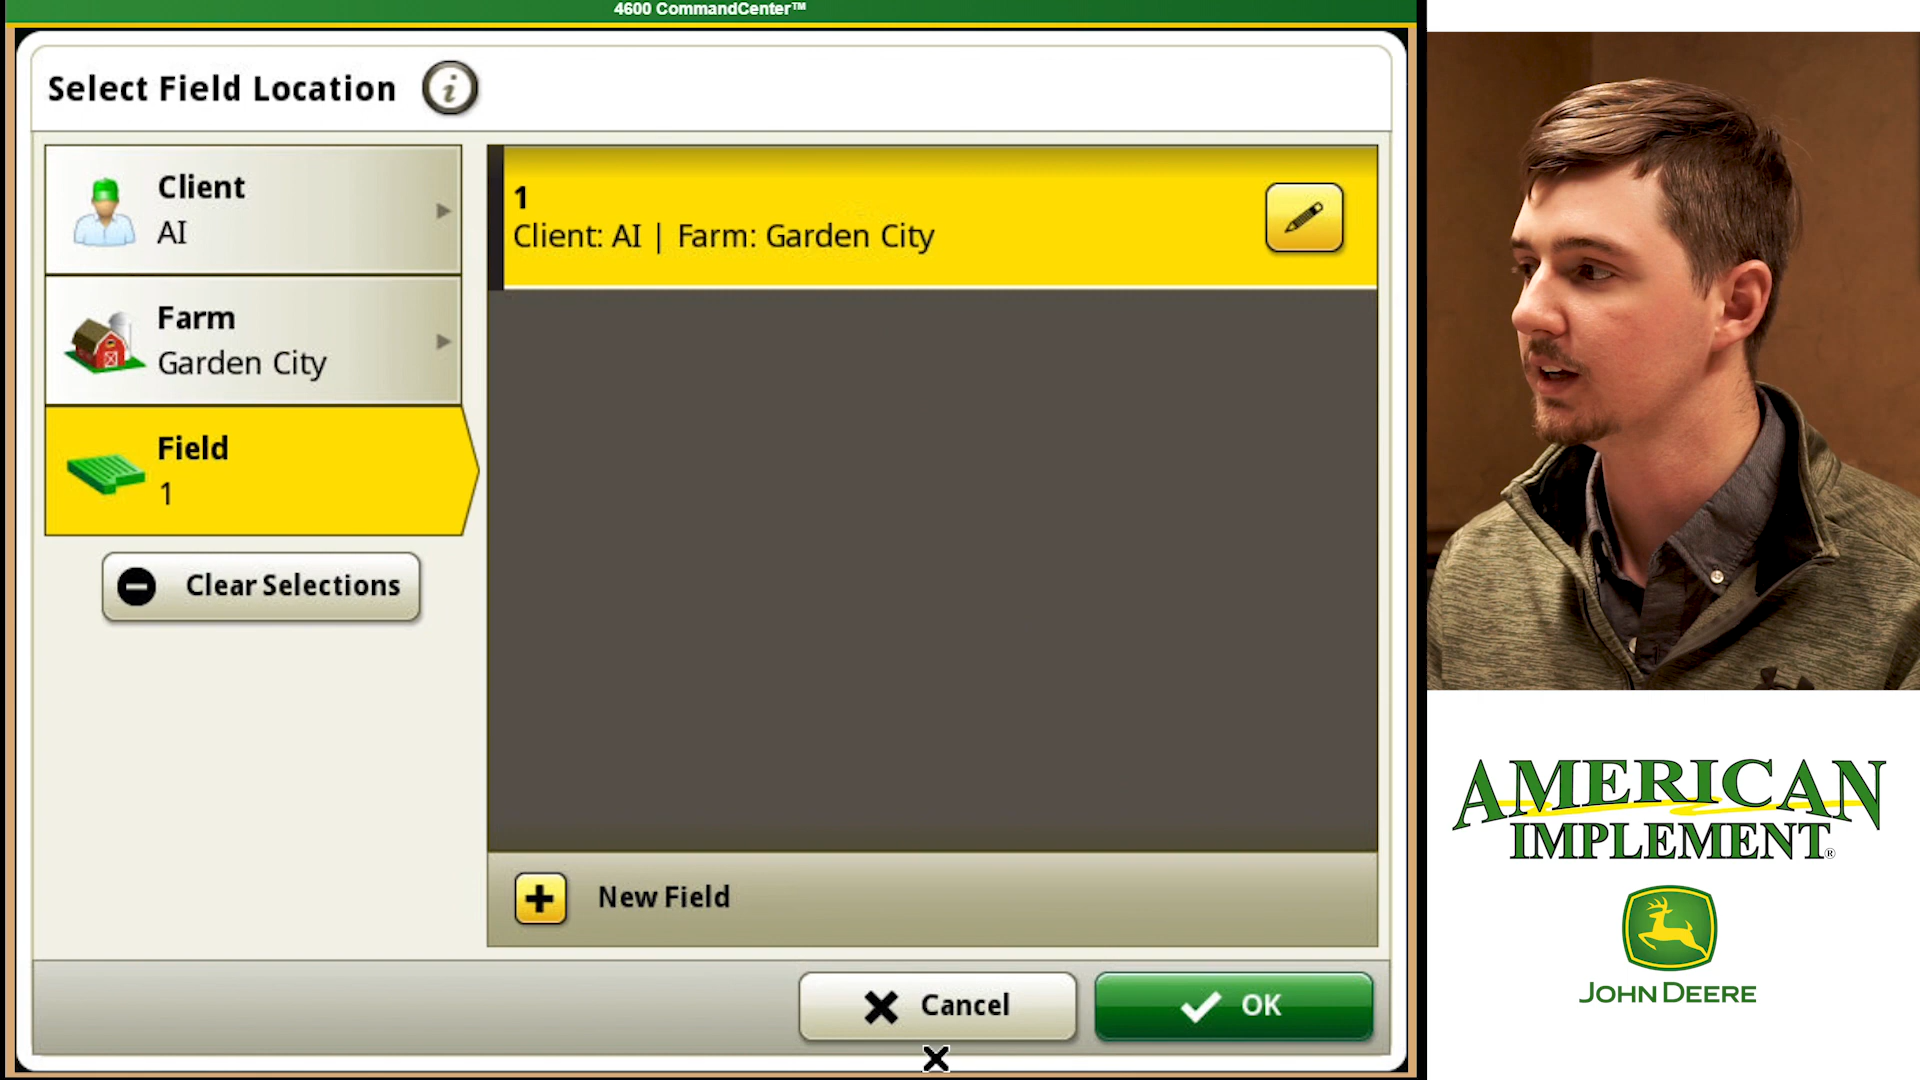 4600 CommandCenter™
Select Field Location
Client
AI
Farm
Garden City
Field
1
Clear Selections
1
Client: AI | Farm: Garden City
New Field
Cancel
OK
AMERICAN
IMPLEMENT®
JOHN DEERE